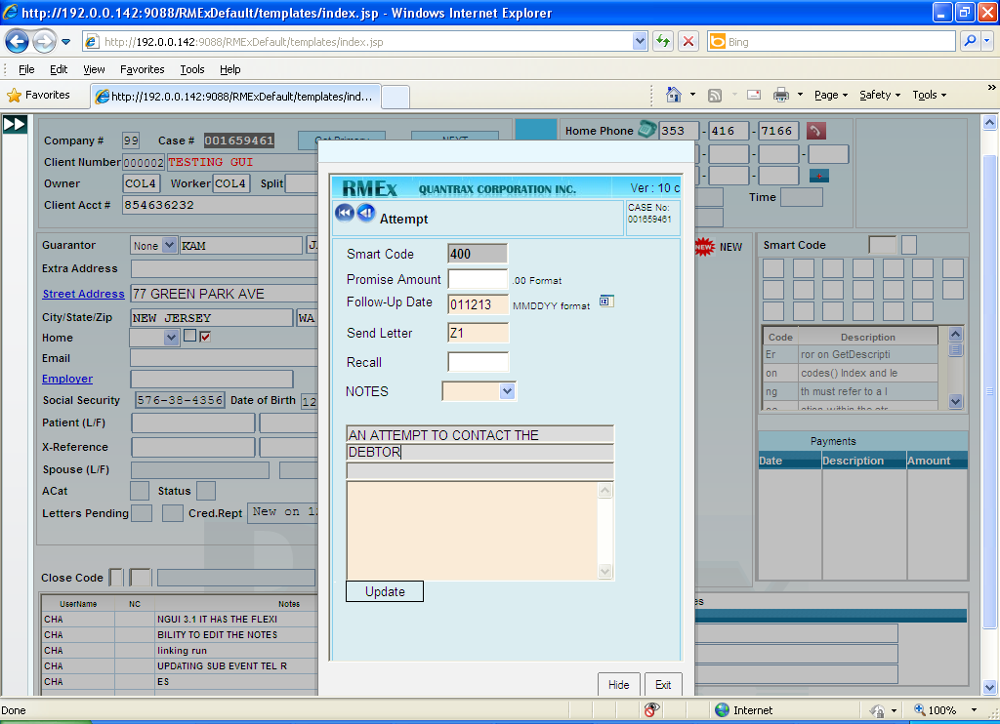 http://192.0.0.142:9088/RMExDefault/templates/index.jsp - Windows Internet Explorer
http://192.0.0.142:9088/RMExDefault/templates/index.jsp
Bing
File Edit View Favorites Tools Help
Favorites
http://192.0.0.142:9088/RMExDefault/templates/ind...
Page Safety Tools
Company # 99 Case # 001659461
NEXT
Home Phone 353 - 416 - 7166
Client Number 000002 TESTING GUI
Owner COL4 Worker COL4 Split
Time
Client Acct # 854636232
RMEx QUANTRAX CORPORATION INC. Ver : 10 c
Attempt
CASE No:
001659461
Smart Code 400
Promise Amount .00 Format
Follow-Up Date 011213 MMDDYY format
Send Letter Z1
Recall
NOTES
AN ATTEMPT TO CONTACT THE
DEBTOR
Update
Hide Exit
Guarantor None KAM
Extra Address
Street Address 77 GREEN PARK AVE
City/State/Zip NEW JERSEY WA
Home
Email
Employer
Social Security 576-38-4356 Date of Birth 12
Patient (L/F)
X-Reference
Spouse (L/F)
ACat Status
Letters Pending Cred.Rept New on 1
Close Code
UserName NC Notes
CHA NGUI 3.1 IT HAS THE FLEXI
CHA BILITY TO EDIT THE NOTES
CHA linking run
CHA UPDATING SUB EVENT TEL R
CHA ES
NEW NEW
Smart Code
Code Description
Er ror on GetDescripti
on codes() Index and le
ng th must refer to a l
Payments
Date Description Amount
Done
Internet
100%